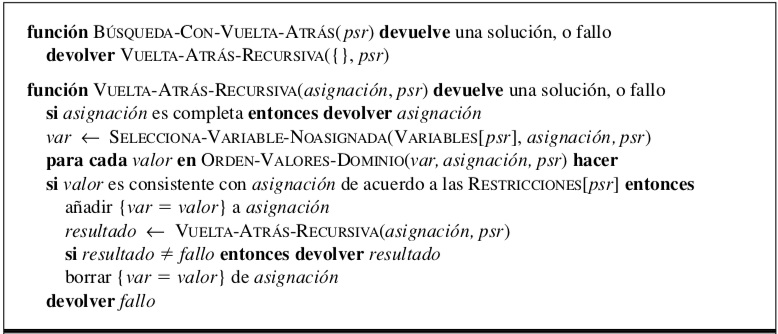 función BÚSQUEDA-CON-VUELTA-ATRÁS(psr) devuelve una solución, o fallo
devolver VUELTA-ATRÁS-RECURSIVA({}, psr)
función VUELTA-ATRÁS-RECURSIVA(asignación, psr) devuelve una solución, o fallo
si asignación es completa entonces devolver asignación
var ← SELECCIONA-VARIABLE-NOASIGNADA(VARIABLES[psr], asignación, psr)
para cada valor en ORDEN-VALORES-DOMINIO(var, asignación, psr) hacer
si valor es consistente con asignación de acuerdo a las RESTRICCIONES[psr] entonces
añadir {var = valor} a asignación
resultado ← VUELTA-ATRÁS-RECURSIVA(asignación, psr)
si resultado ≠ fallo entonces devolver resultado
borrar {var = valor} de asignación
devolver fallo